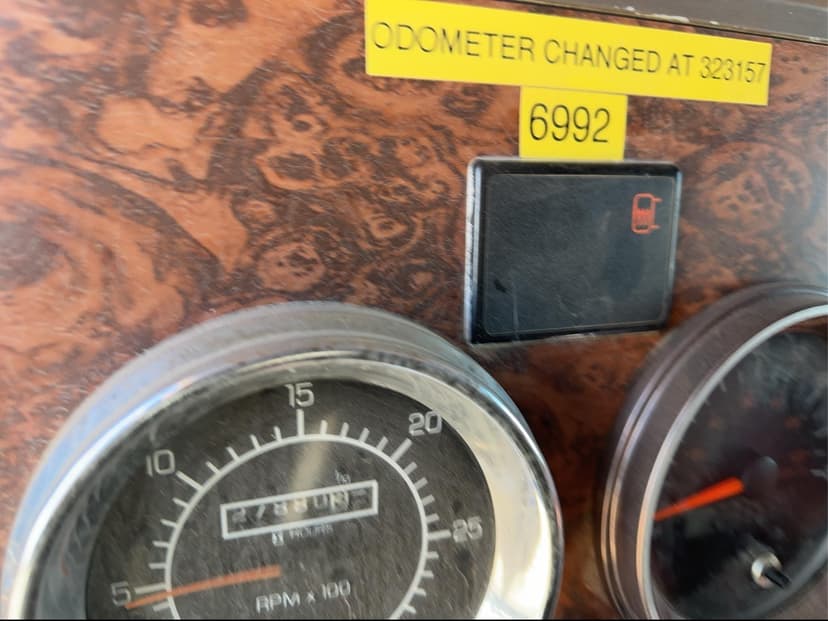 ODOMETER CHANGED AT 323157
6992
15
20
10
25
HOURS
5
RPM x 100